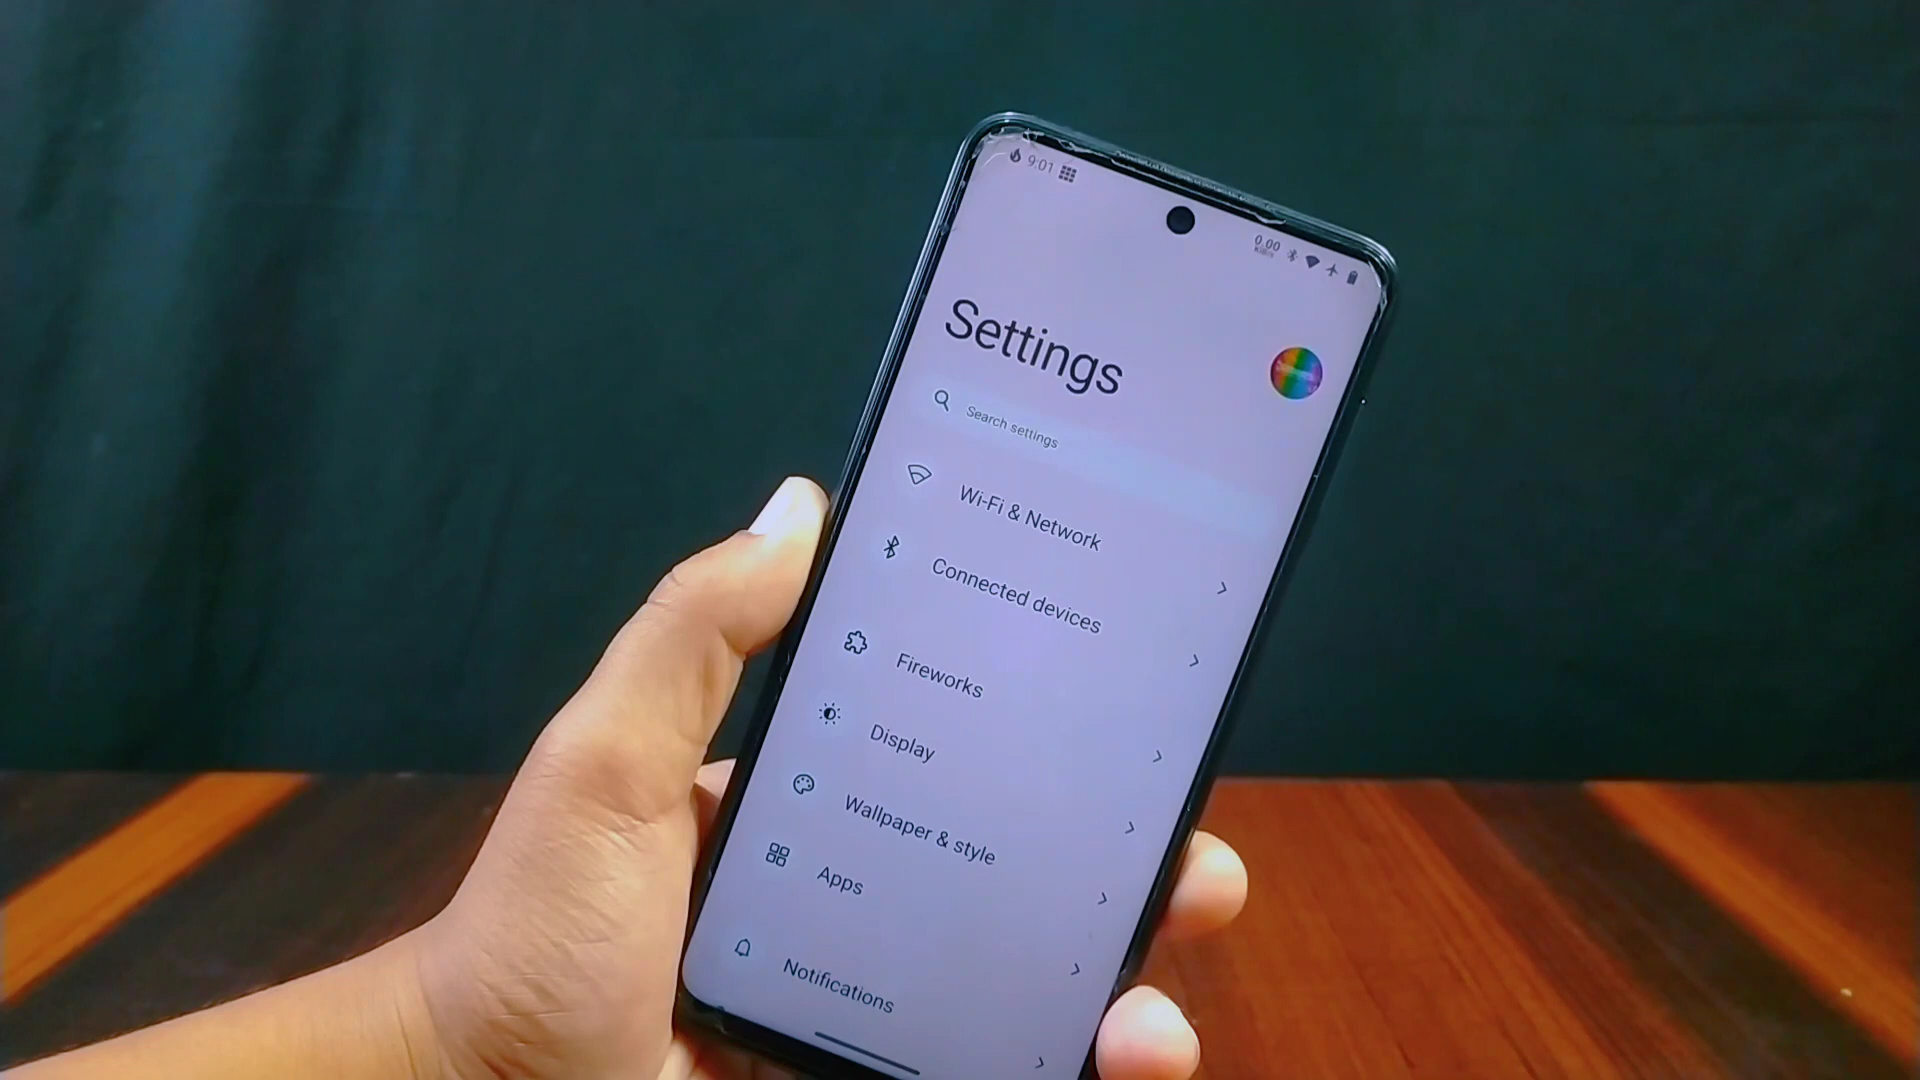 9:01
0.00
Settings
Search settings
Wi-Fi & Network
Connected devices
Fireworks
Display
Wallpaper & style
Apps
Notifications